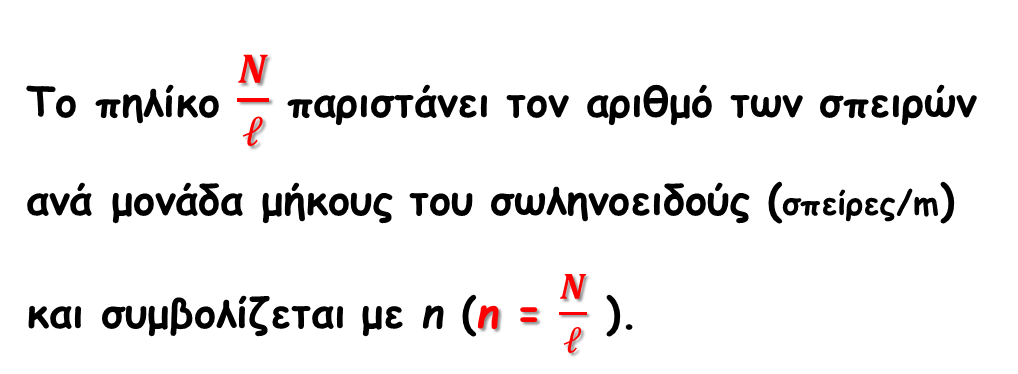 Το πηλίκο N/ℓ παριστάνει τον αριθμό των σπειρών
ανά μονάδα μήκους του σωληνοειδούς (σπείρες/m)
και συμβολίζεται με n (n = N/ℓ ).